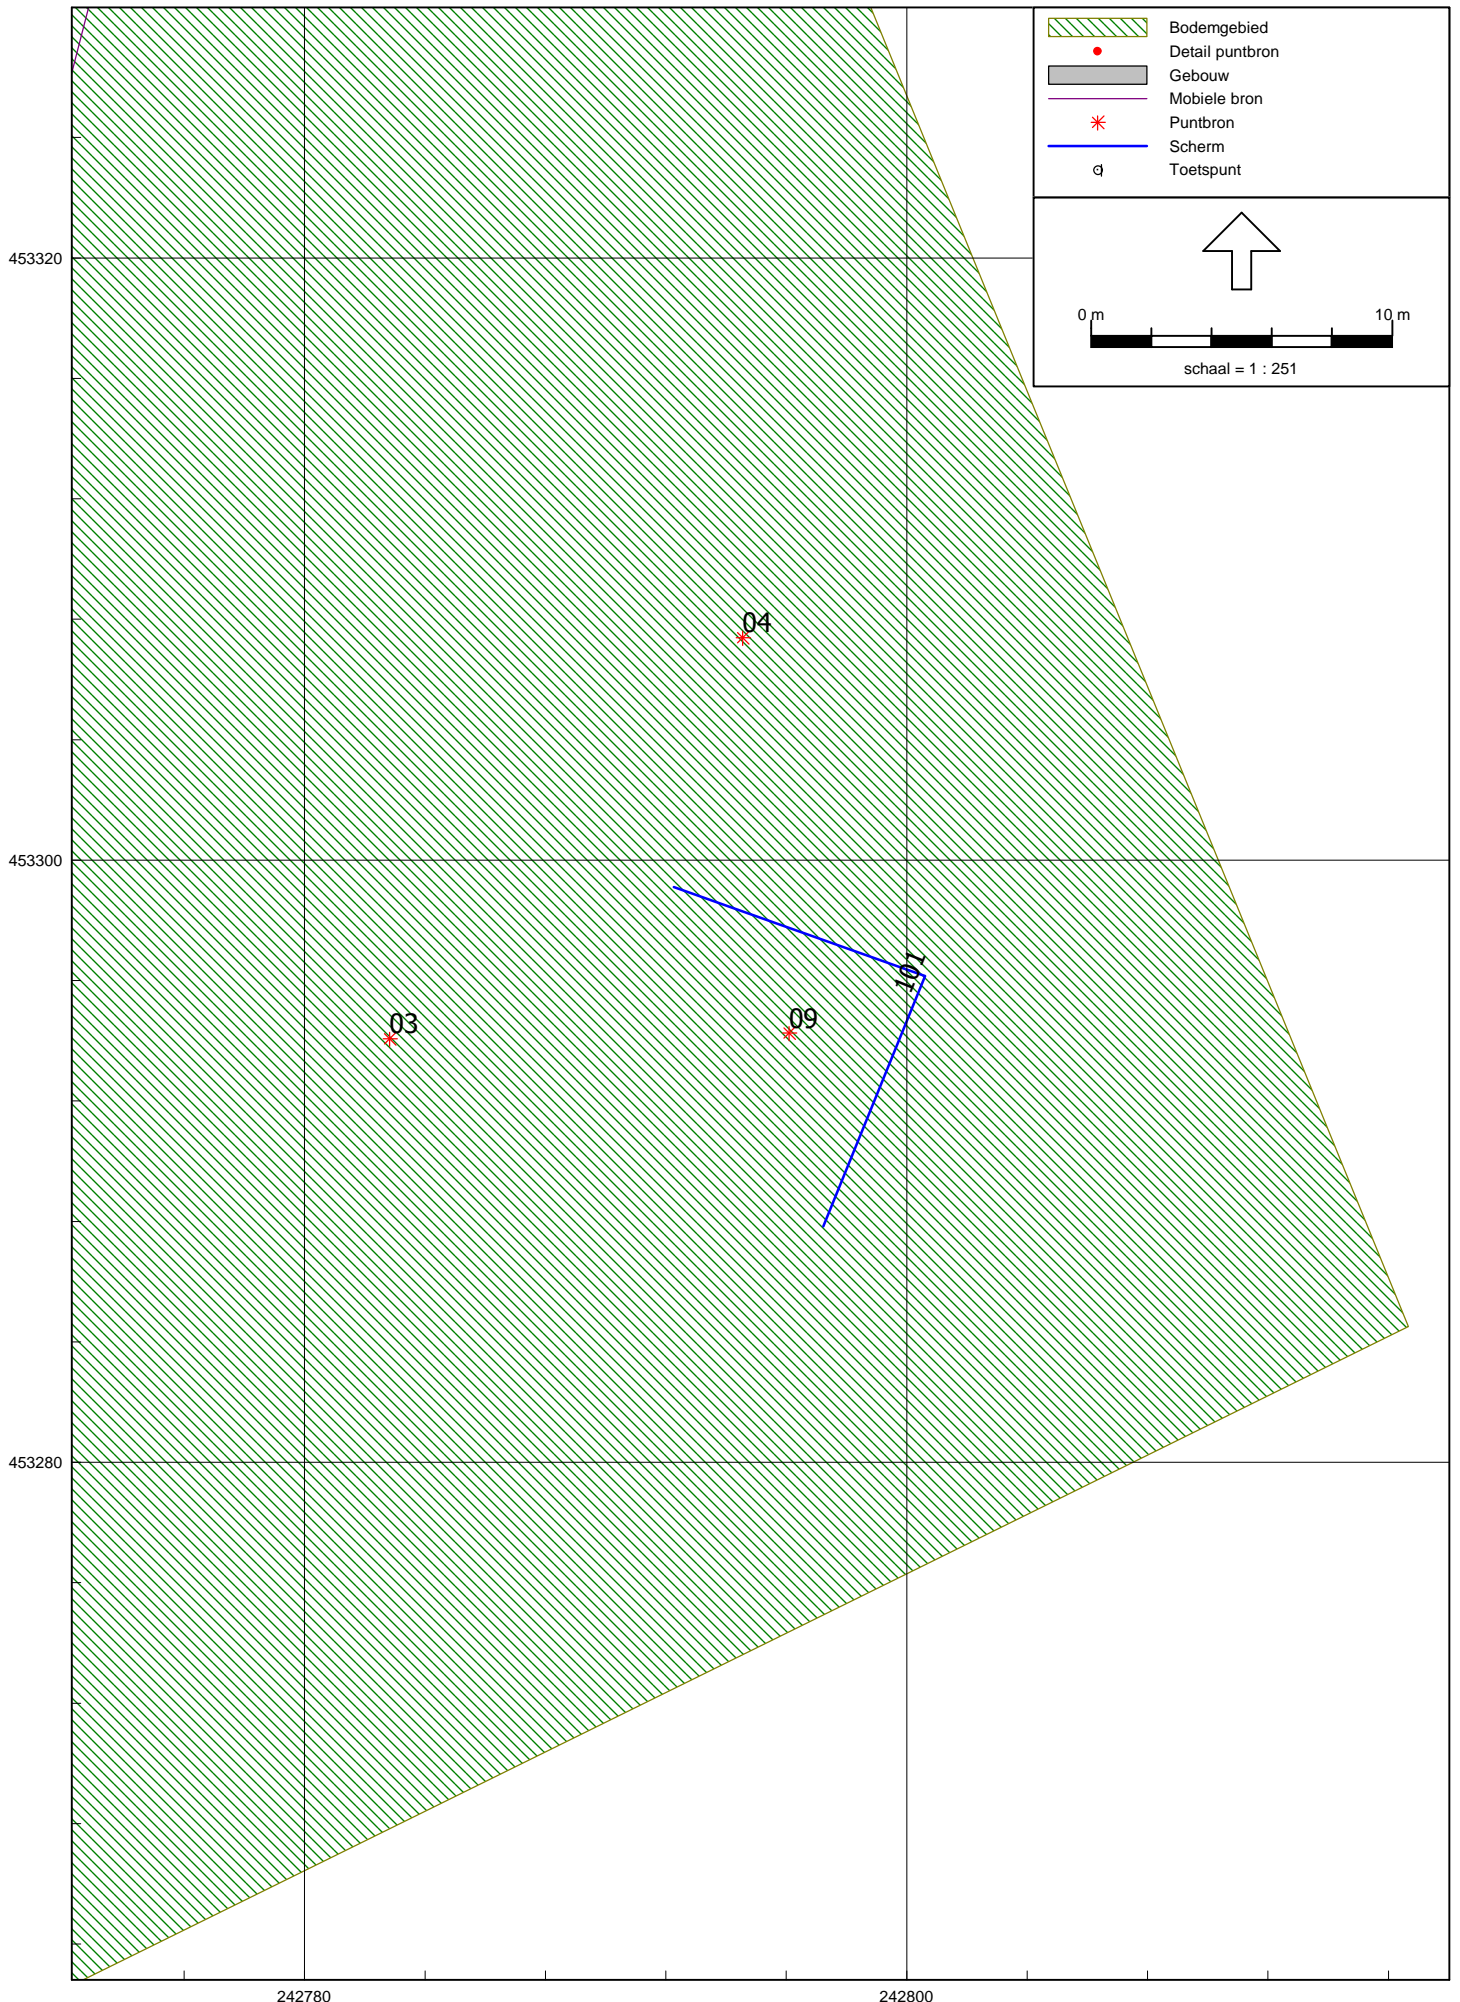 Bodemgebied
Detail puntbron
Gebouw
Mobiele bron
Puntbron
Scherm
Toetspunt
0 m 10 m
schaal = 1 : 251
453320
04
453300
101
03
09
453280
242780 242800